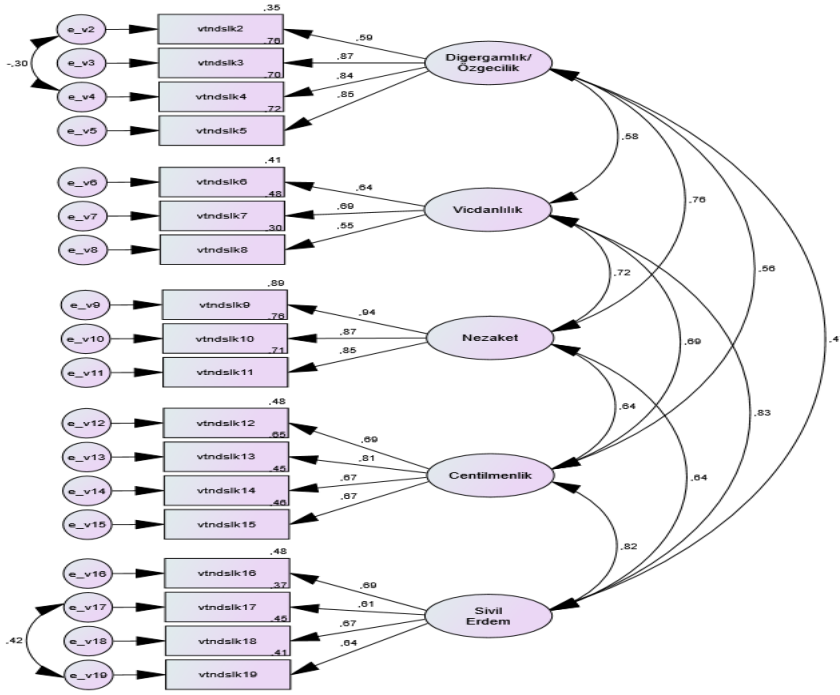 .35
e_v2
vtndslk2
.59
.76
e_v3
vtndslk3
.87
Digergamlık/
Özgecilik
-,30
.70
e_v4
vtndslk4
.84
.72
e_v5
vtndslk5
.85
.58
.41
e_v6
vtndslk6
.64
.48
e_v7
vtndslk7
.69
Vicdanlılık
.76
.30
e_v8
vtndslk8
.55
.72
.56
.89
e_v9
vtndslk9
.94
.76
e_v10
vtndslk10
.87
Nezaket
.69
.4
.71
e_v11
vtndslk11
.85
.64
.83
.48
e_v12
vtndslk12
.69
.65
e_v13
vtndslk13
.81
Centilmenlik
.45
e_v14
vtndslk14
.67
.64
.46
e_v15
vtndslk15
.67
.82
.48
e_v16
vtndslk16
.69
.37
e_v17
vtndslk17
.61
Sivil
Erdem
.42
.45
e_v18
vtndslk18
.67
.41
e_v19
vtndslk19
.64